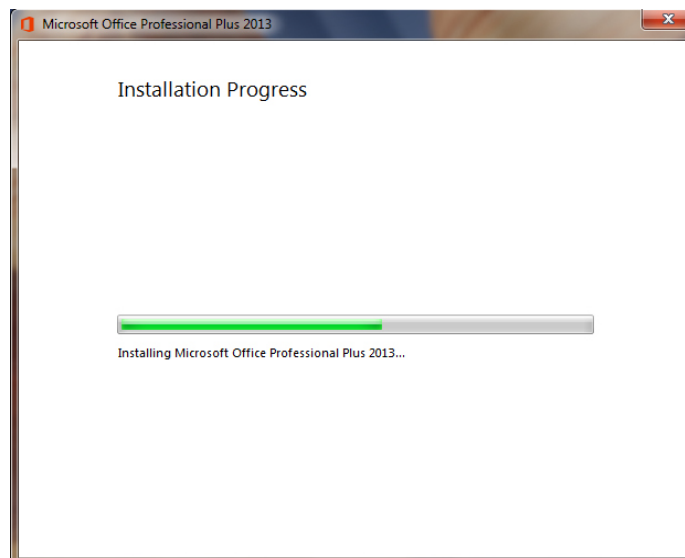 Microsoft Office Professional Plus 2013
Installation Progress
Installing Microsoft Office Professional Plus 2013...